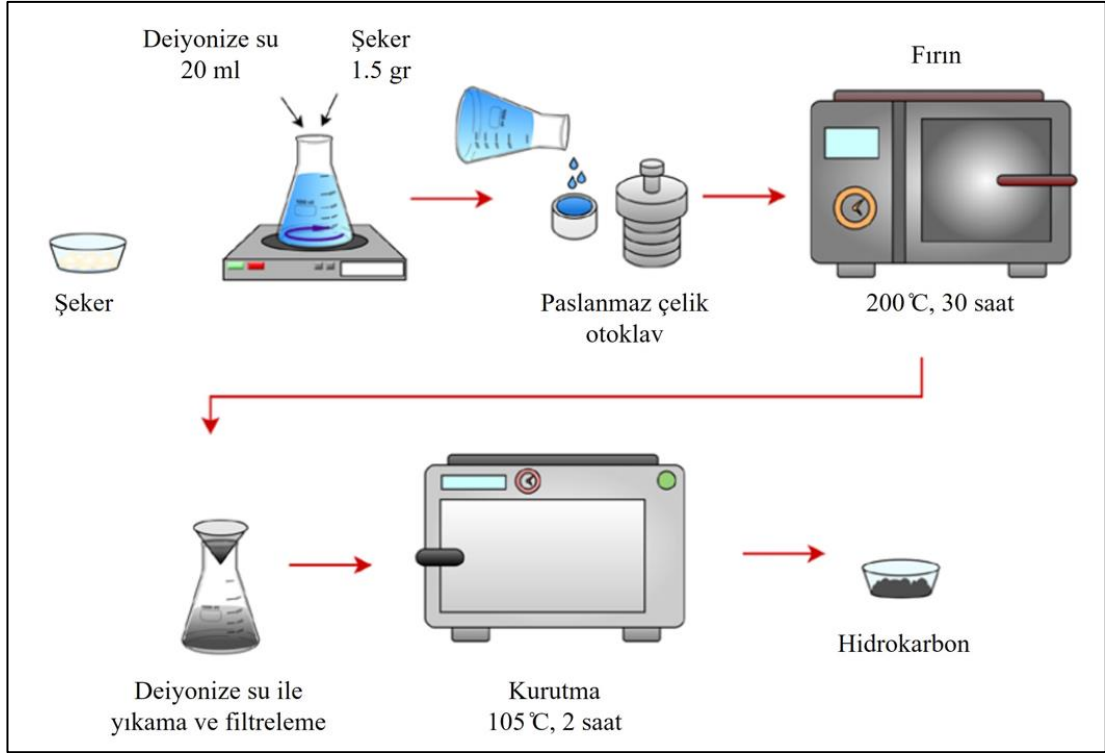 Deiyonize su
20 ml
Şeker
1.5 gr
Fırın
Şeker
Paslanmaz çelik
otoklav
200℃, 30 saat
Deiyonize su ile
yıkama ve filtreleme
Kurutma
105℃, 2 saat
Hidrokarbon